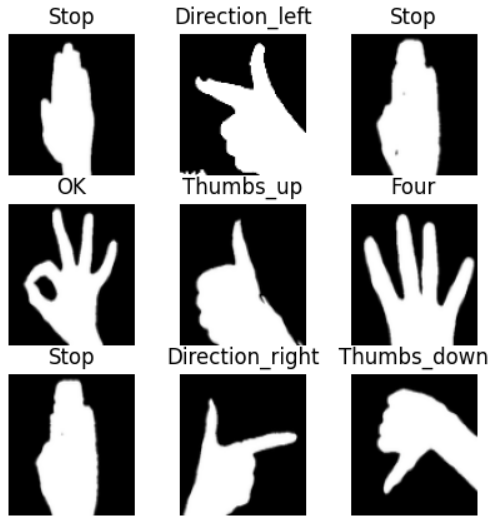 Stop Direction_left Stop
OK Thumbs_up Four
Stop Direction_right Thumbs_down